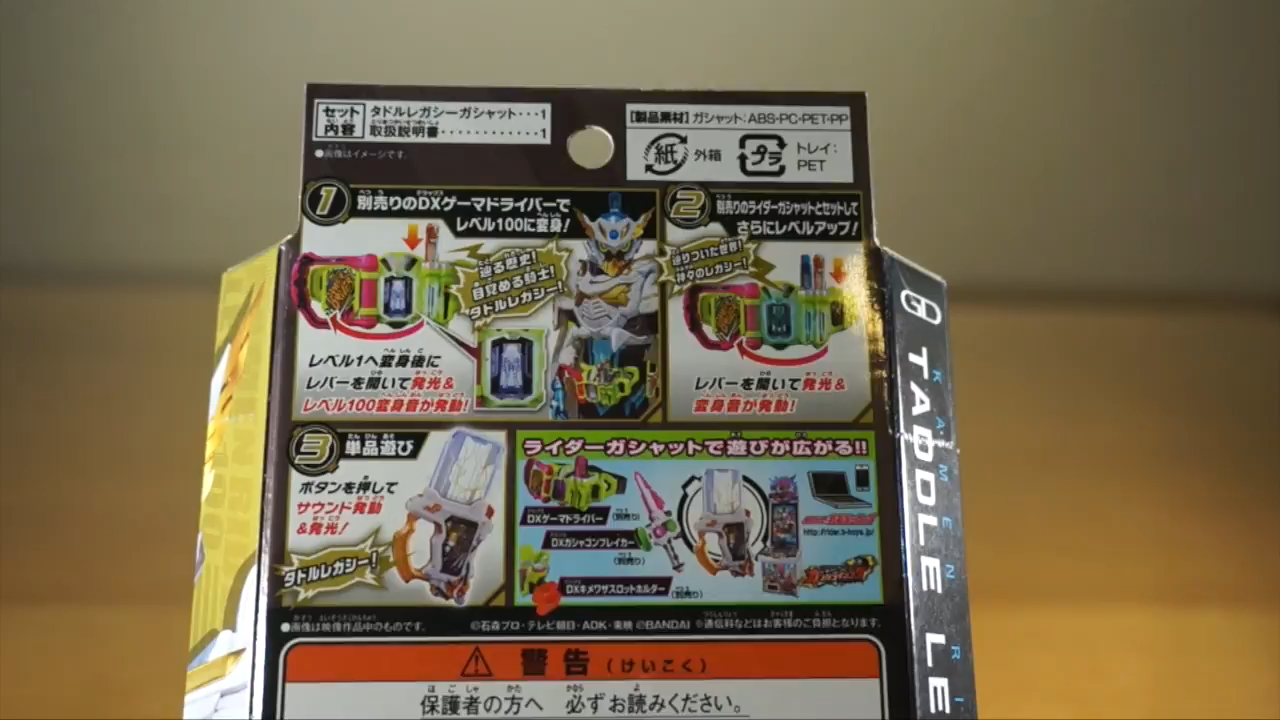 セット
内容
タドルレガシーガシャット・・・1
取扱説明書・・・・・・・・・・・1
●画像はイメージです。
[製品素材] ガシャット:ABS・PC・PET・PP
紙 外箱
プラ トレイ:
PET
1
別売りのDXゲーマドライバーで
レベル100に変身!
辿る歴史!
目覚める騎士!
タドルレガシー!
レベル1へ変身後に
レバーを開いて発光&
レベル100変身音が発動!
2
別売りのライダーガシャットとセットして
さらにレベルアップ!
辿りついた世界!
神々のレガシー!
レバーを開いて発光&
変身音が発動!
3
単品遊び
ボタンを押して
サウンド発動
&発光!
タドルレガシー!
ライダーガシャットで遊びが広がる!!
DXゲーマドライバー
(別売り)
DXガシャコンブレイカー
(別売り)
DXキメワザスロットホルダー
(別売り)
http://rider.b-boys.jp/
●画像は映像作品中のものです。
©石森プロ・テレビ朝日・ADK・東映 ©BANDAI
※通信料などはお客様のご負担となります。
警告(けいこく)
保護者の方へ 必ずお読みください。
KAMEN RI
TADDLE LE